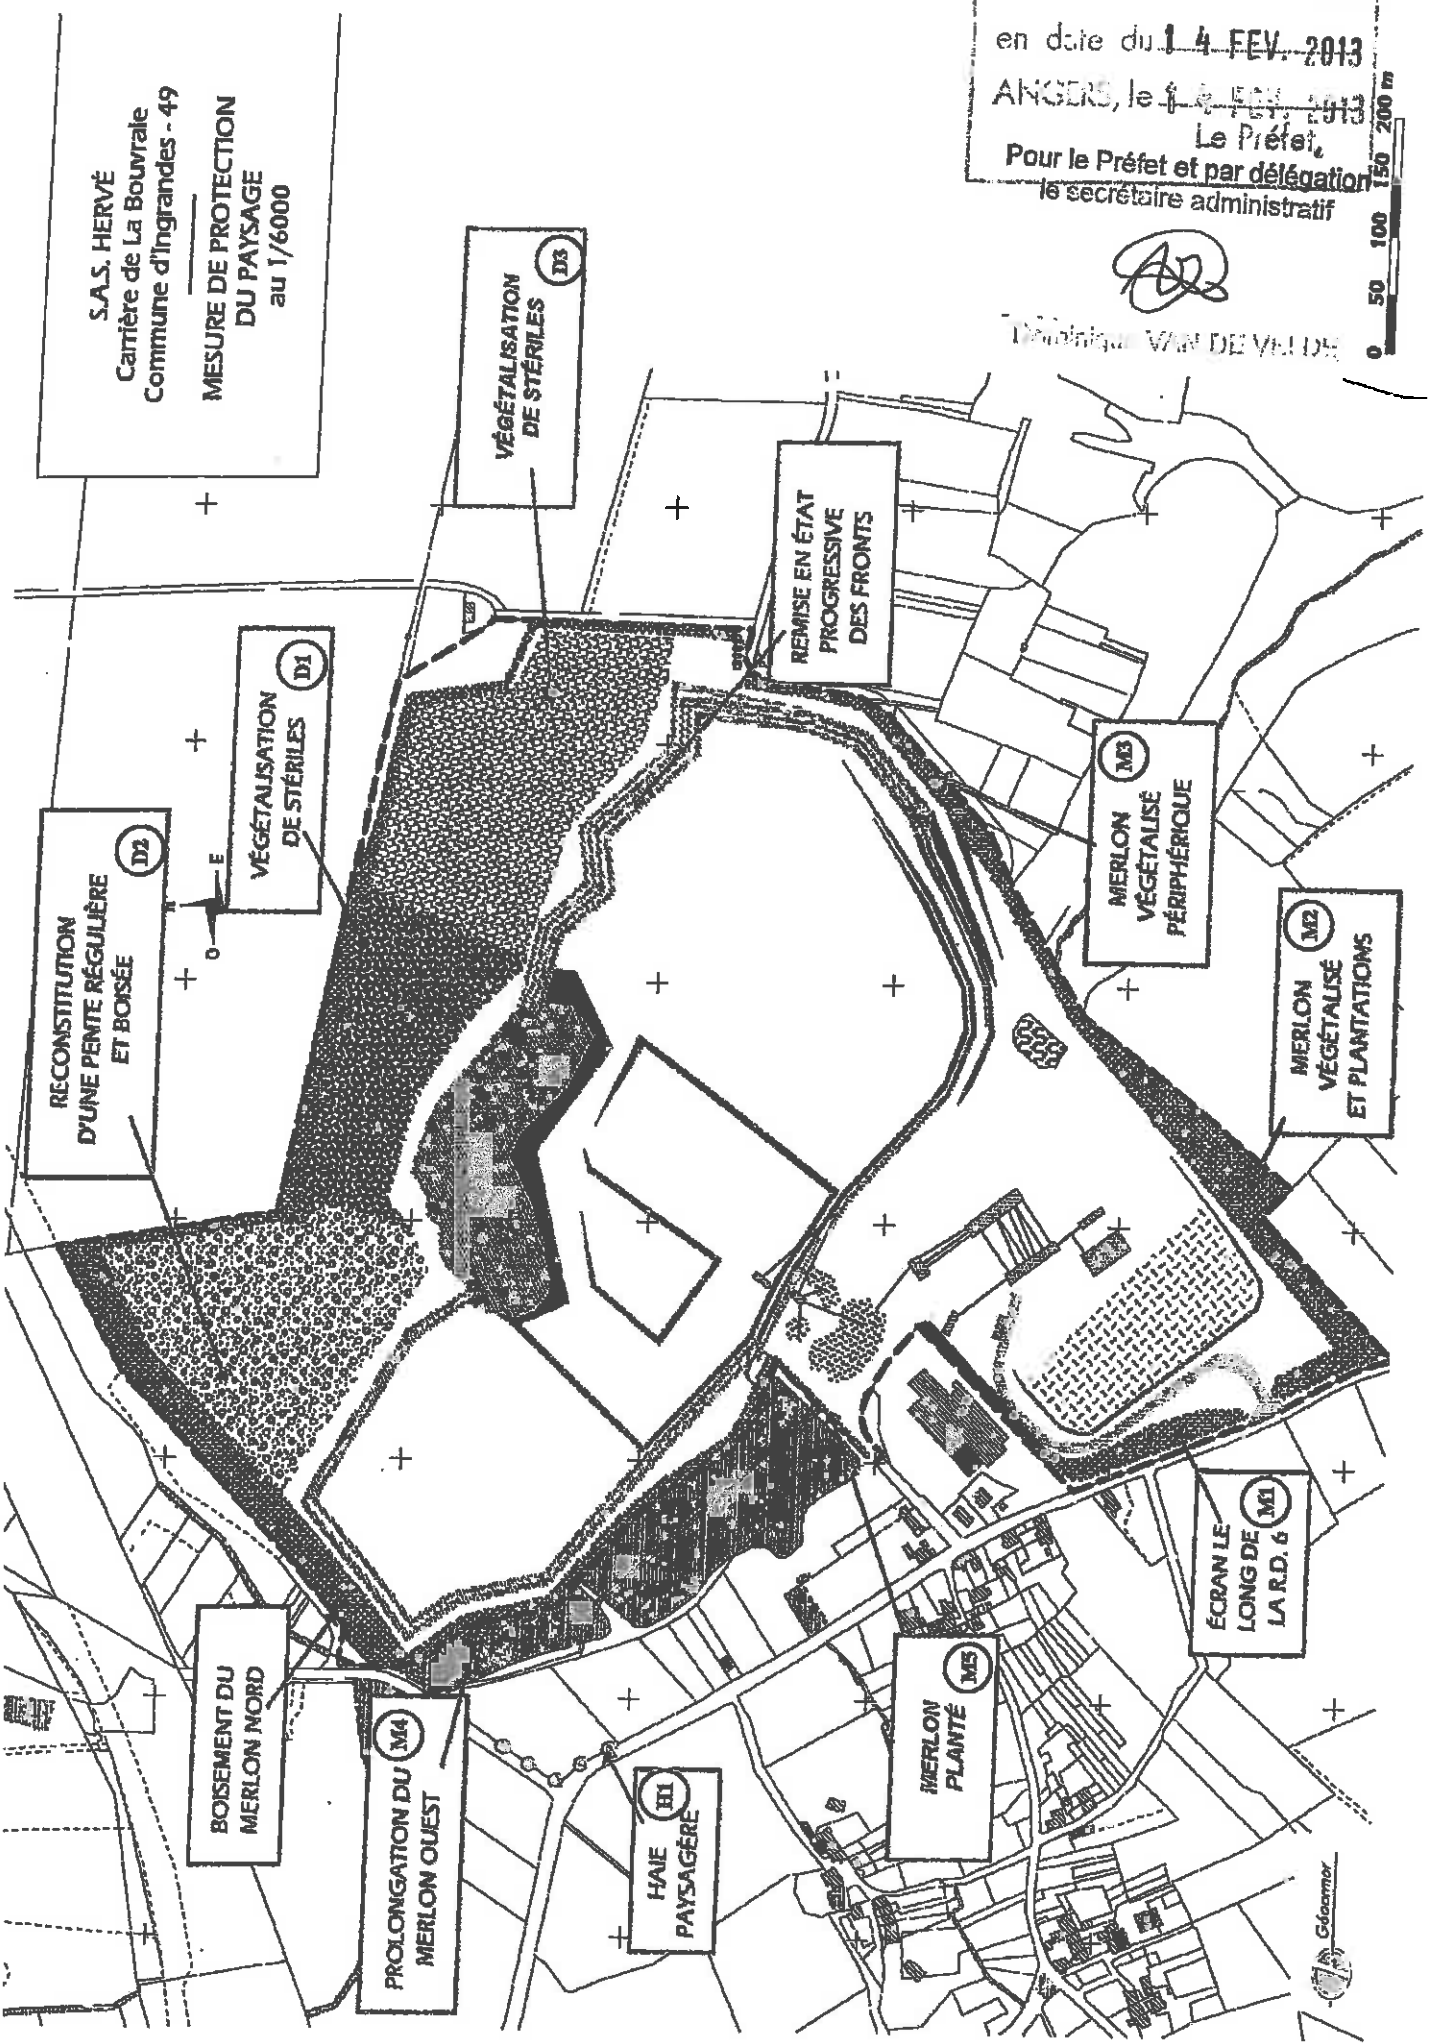 S.A.S. HERVÉ
Carrière de La Bouvraie
Commune d'Ingrandes - 49
MESURE DE PROTECTION
DU PAYSAGE
au 1/6000
en date du 14 FEV. 2013
ANGERS, le 14 FEV. 2013
Le Préfet,
Pour le Préfet et par délégation
le secrétaire administratif
Dominique VAN DE VELDE
0 50 100 150 200 m
VÉGÉTALISATION
DE STÉRILES
D3
REMISE EN ÉTAT
PROGRESSIVE
DES FRONTS
VÉGÉTALISATION
DE STÉRILES
D1
RECONSTITUTION
D'UNE PENTE RÉGULIÈRE
ET BOISÉE
D2
O E
MERLON
VÉGÉTALISÉ
PÉRIPHÉRIQUE
M3
MERLON
VÉGÉTALISÉ
ET PLANTATIONS
M2
ÉCRAN LE
LONG DE
LA R.D. 6
M1
MERLON
PLANTÉ
M5
BOISEMENT DU
MERLON NORD
PROLONGATION DU
MERLON OUEST
M4
HAIE
PAYSAGÈRE
H1
Géoarmor